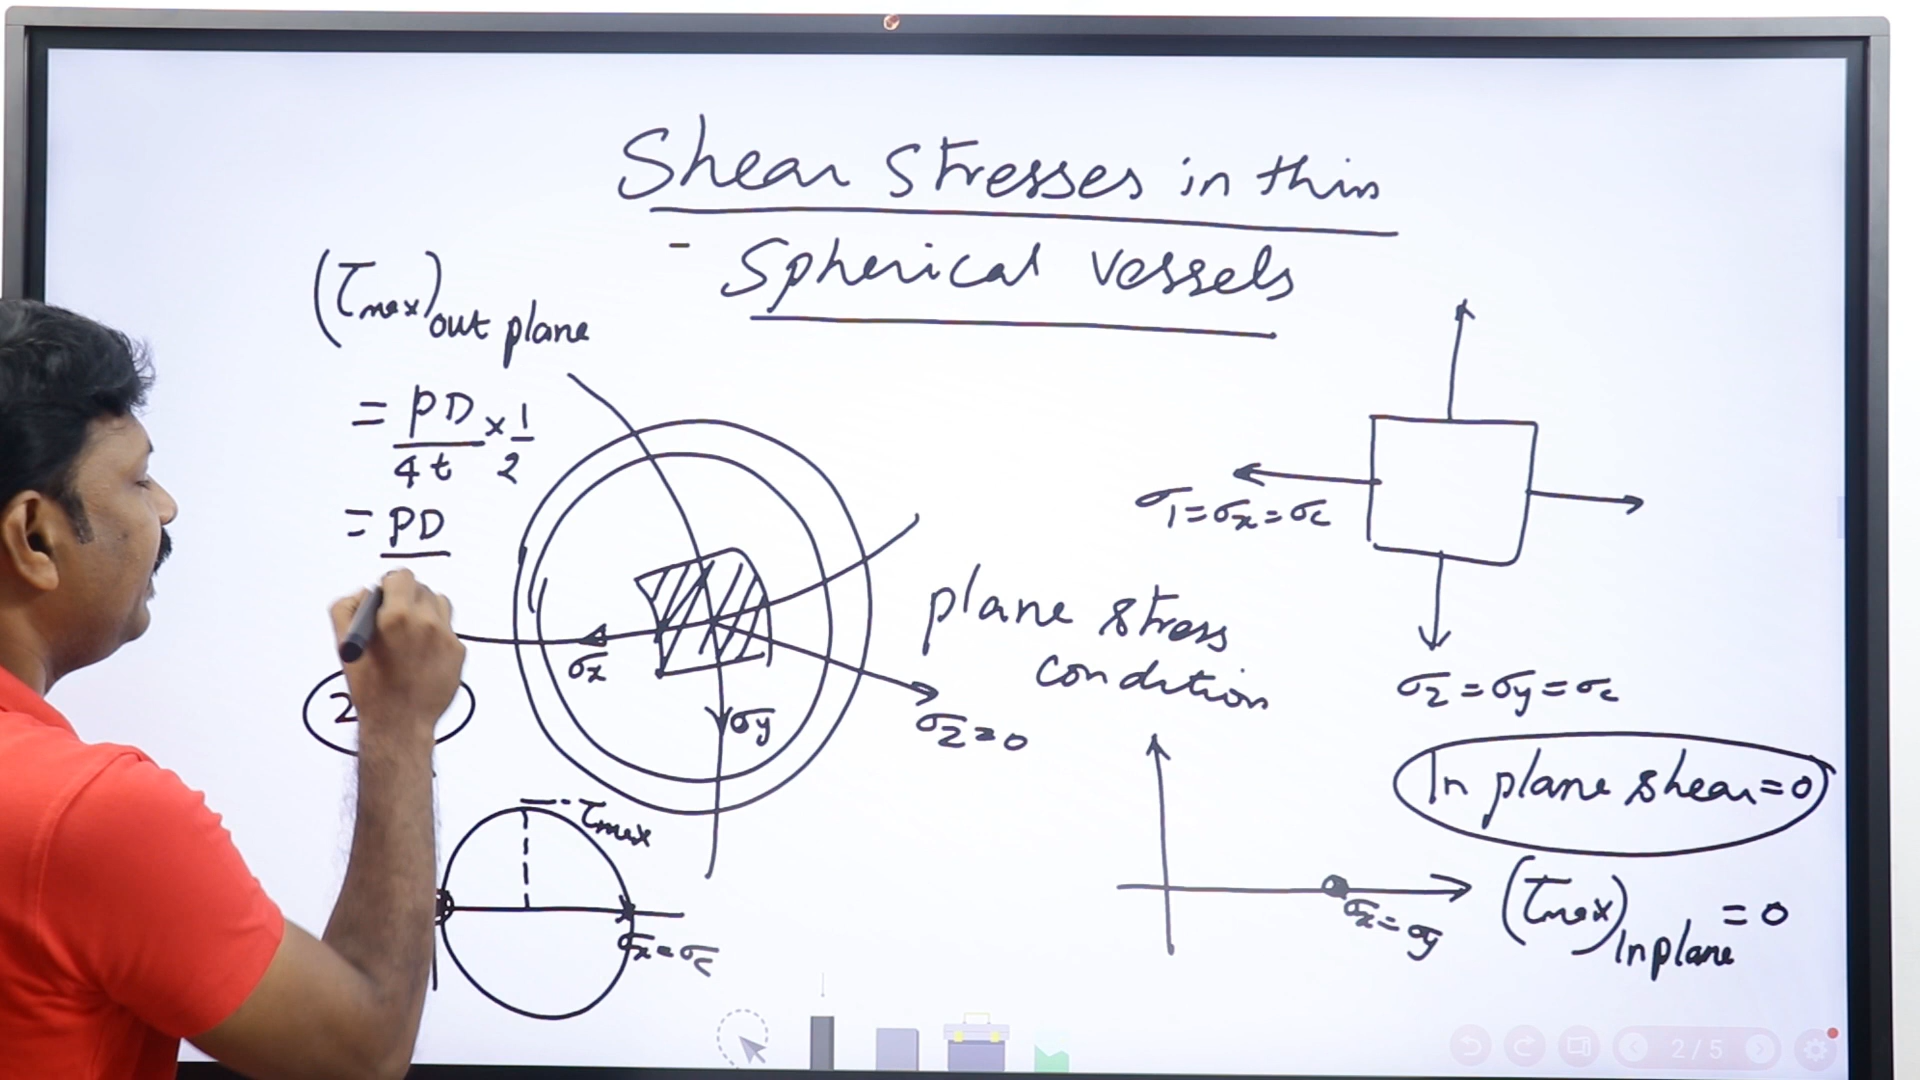 Shear Stresses in thin
Spherical Vessels
(τmax)out plane
= PD/4t × 1/2
= PD
σx
σy
σz = 0
plane stress
condition
σ1 = σx = σc
σ2 = σy = σc
In plane shear = 0
(τmax)Inplane = 0
σx = σy
τmax
σx = σc
2/5